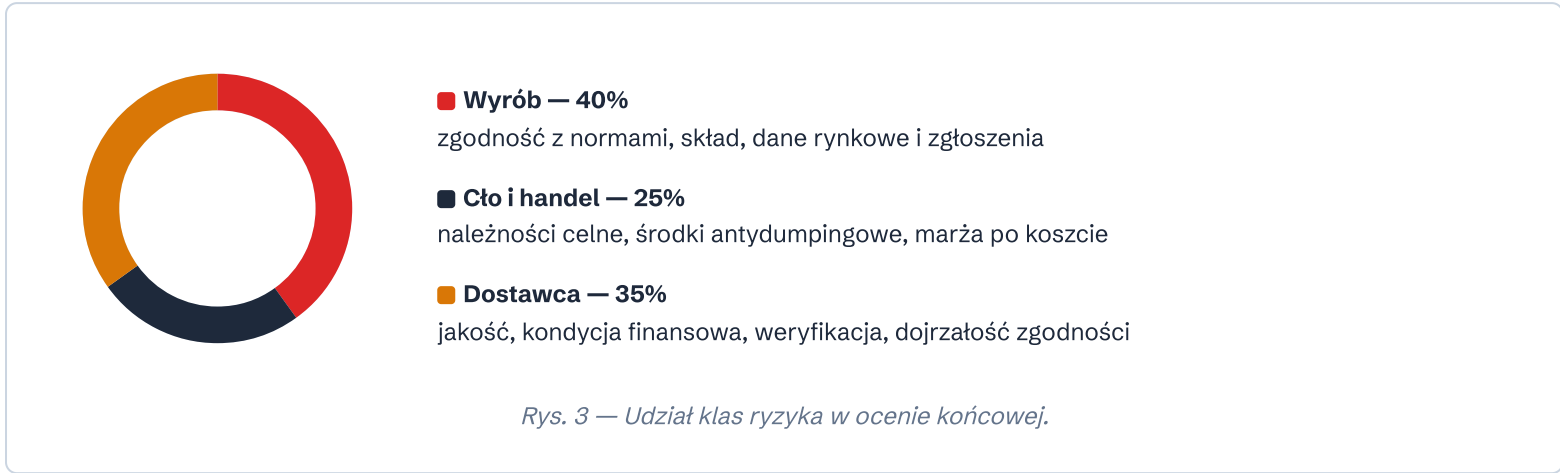 Wyrób — 40%
zgodność z normami, skład, dane rynkowe i zgłoszenia
Cło i handel — 25%
należności celne, środki antydumpingowe, marża po koszcie
Dostawca — 35%
jakość, kondycja finansowa, weryfikacja, dojrzałość zgodności
Rys. 3 — Udział klas ryzyka w ocenie końcowej.